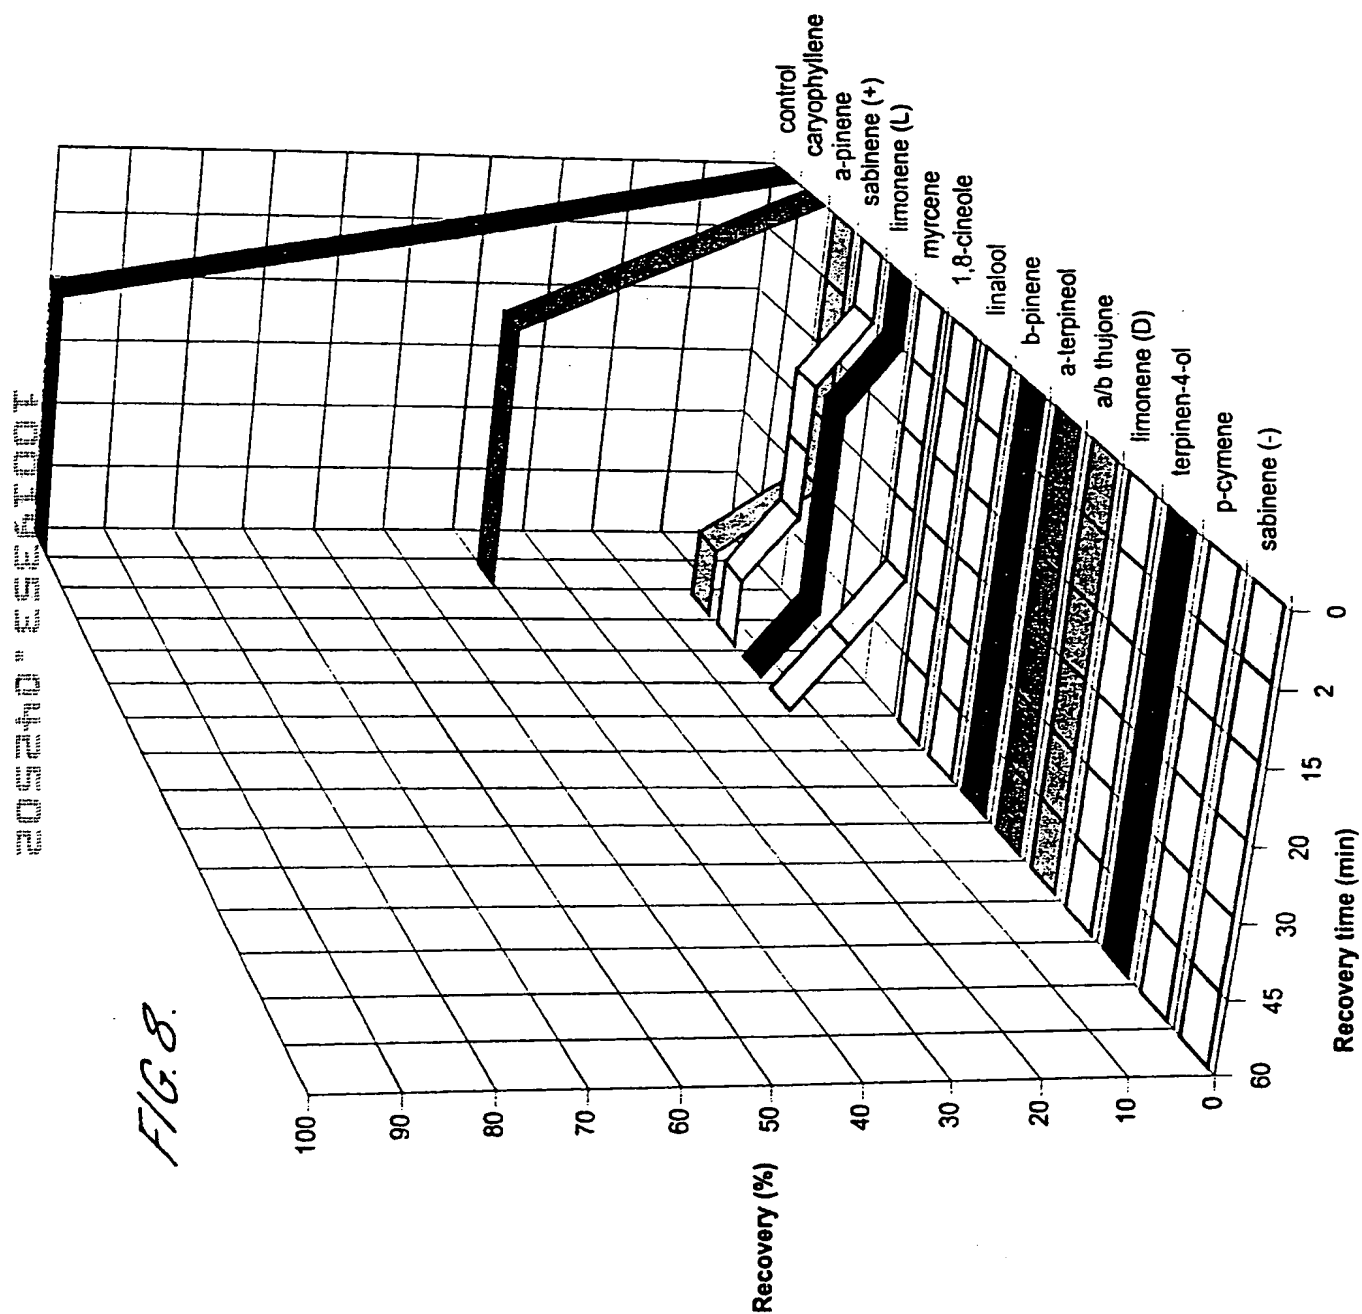 10014353.042502
FIG. 8.
Recovery (%)
100
90
80
70
60
50
40
30
20
10
0
60
45
30
20
15
2
0
Recovery time (min)
control
caryophyllene
a-pinene
sabinene (+)
limonene (L)
myrcene
1,8-cineole
linalool
b-pinene
a-terpineol
a/b thujone
limonene (D)
terpinen-4-ol
p-cymene
sabinene (-)